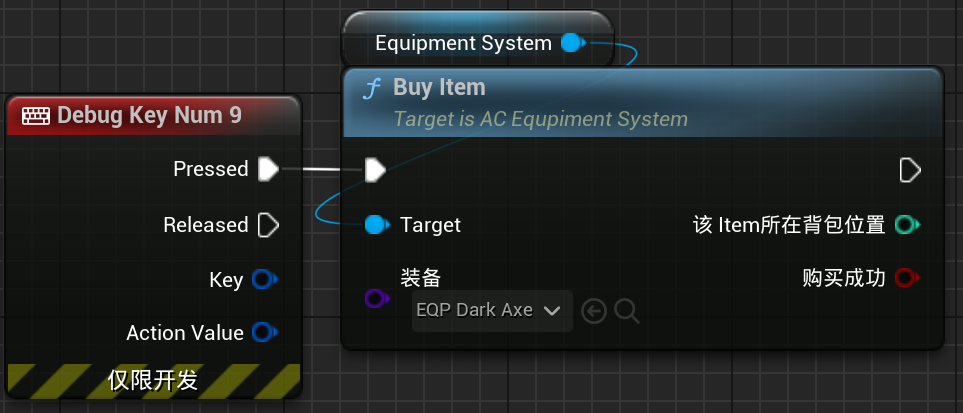 Equipment System
Buy Item
Target is AC Equpiment System
Debug Key Num 9
Pressed
Released
Key
Action Value
仅限开发
Target
该 Item所在背包位置
装备
EQP Dark Axe
购买成功